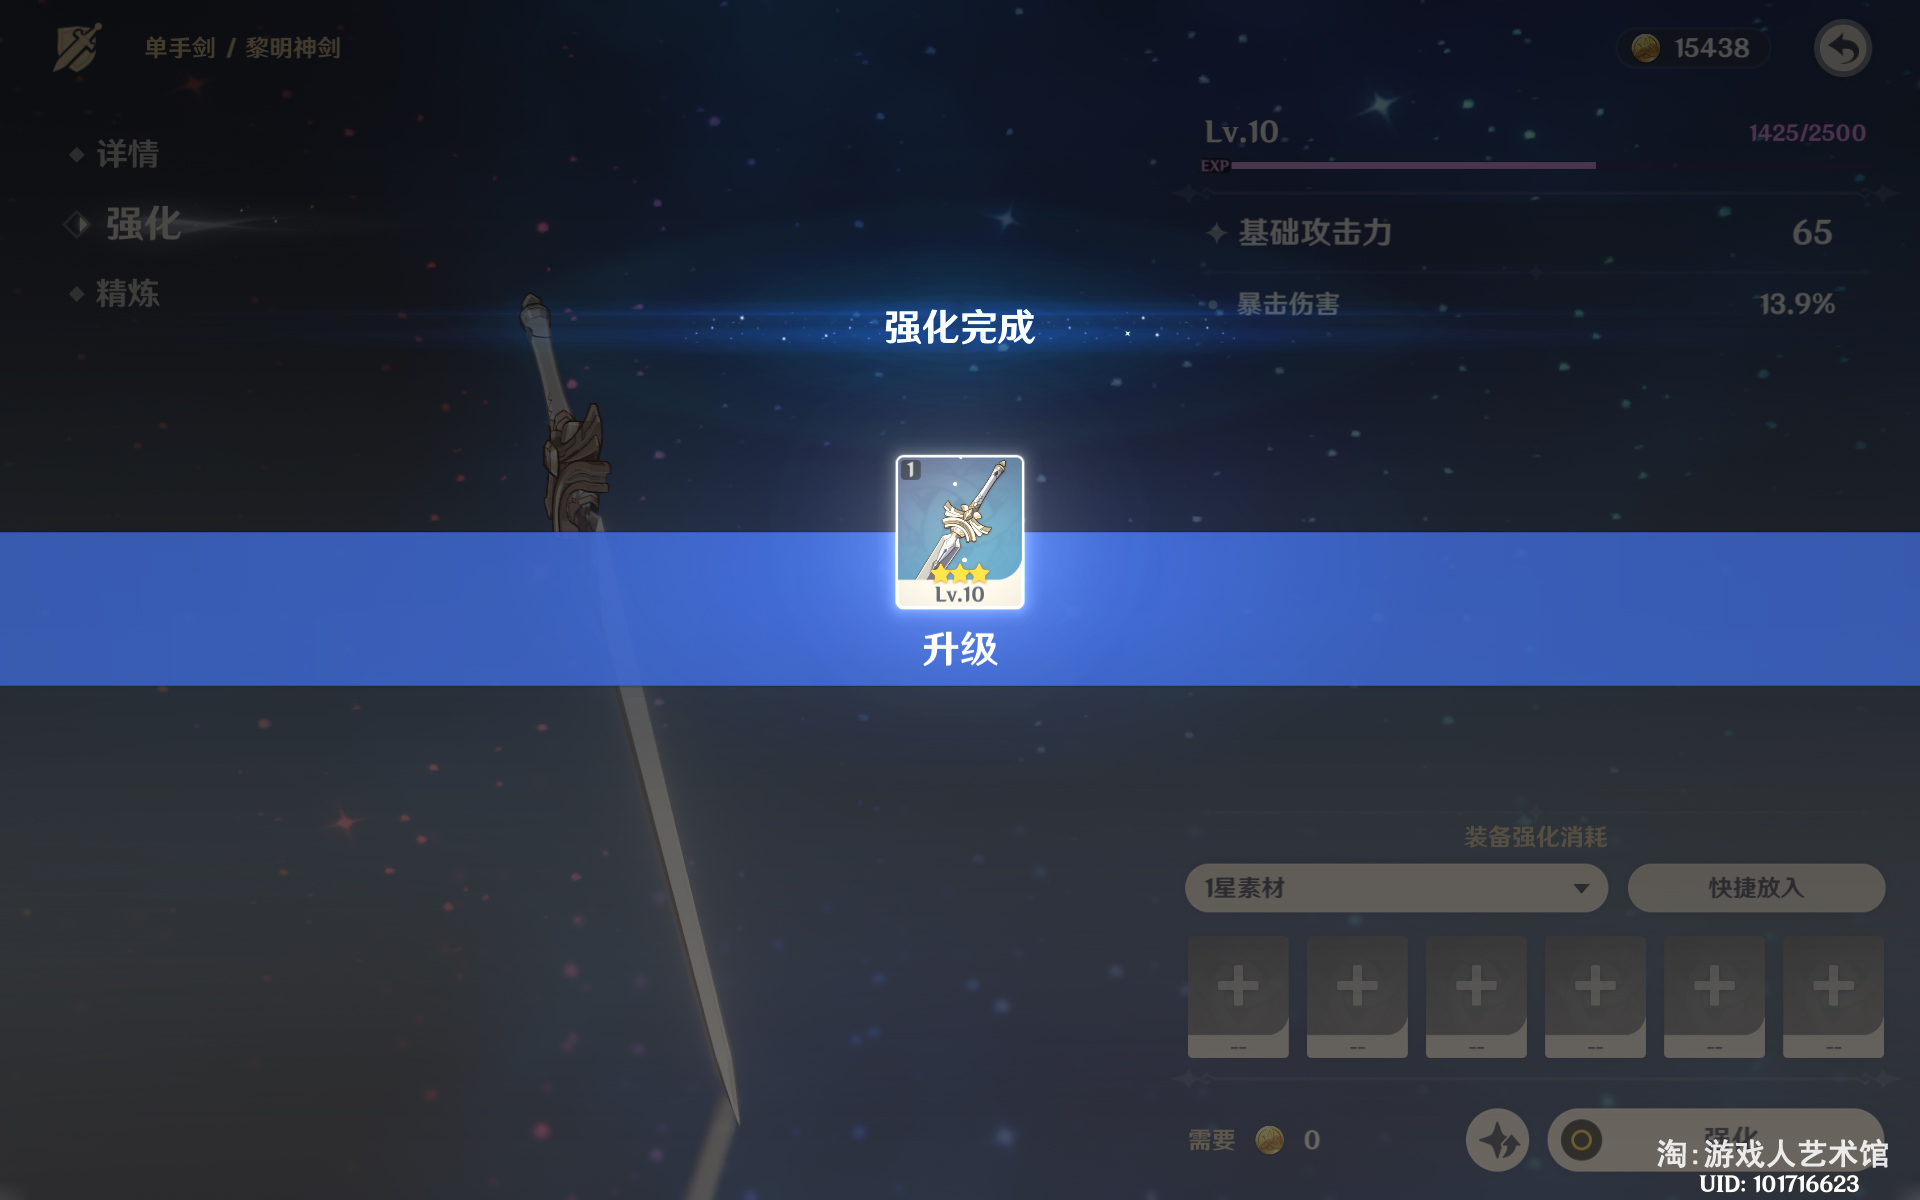 单手剑 / 黎明神剑
15438
详情
强化
精炼
Lv.10
1425/2500
EXP
基础攻击力
65
暴击伤害
13.9%
强化完成
1
Lv.10
升级
装备强化消耗
1星素材
快捷放入
--
--
--
--
--
--
需要
0
强化
淘:游戏人艺术馆
UID: 101716623